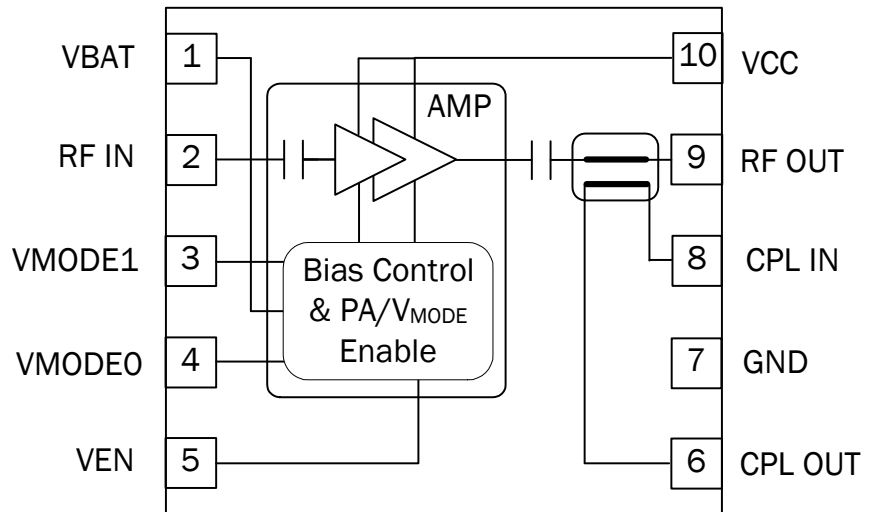 VBAT
1
10
VCC
AMP
RF IN
2
9
RF OUT
VMODE1
3
8
CPL IN
Bias Control
& PA/VMODE
Enable
VMODE0
4
7
GND
VEN
5
6
CPL OUT